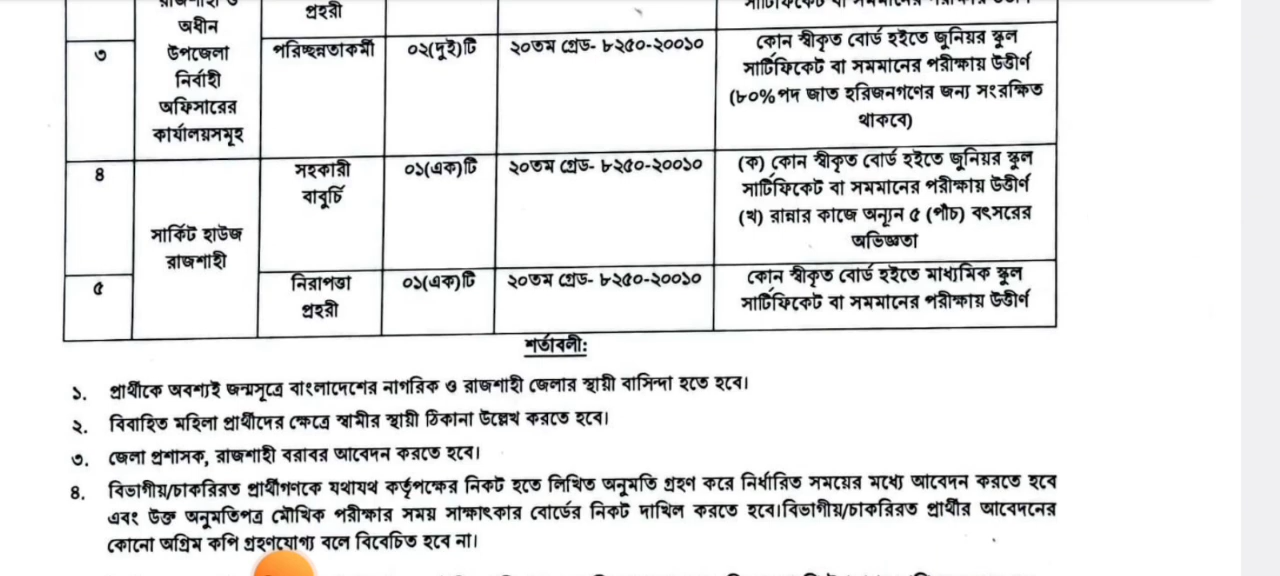 রাজশাহী ও
অধীন
উপজেলা
নির্বাহী
অফিসারের
কার্যালয়সমূহ
প্রহরী
সার্টিফিকেট বা সমমানের পরীক্ষায় উত্তীর্ণ
৩
পরিচ্ছন্নতাকর্মী
০২(দুই)টি
২০তম গ্রেড- ৮২৫০-২০০১০
কোন স্বীকৃত বোর্ড হইতে জুনিয়র স্কুল
সার্টিফিকেট বা সমমানের পরীক্ষায় উত্তীর্ণ
(৮০% পদ জাত হরিজনগণের জন্য সংরক্ষিত
থাকবে)
৪
সার্কিট হাউজ
রাজশাহী
সহকারী
বাবুর্চি
০১(এক)টি
২০তম গ্রেড- ৮২৫০-২০০১০
(ক) কোন স্বীকৃত বোর্ড হইতে জুনিয়র স্কুল
সার্টিফিকেট বা সমমানের পরীক্ষায় উত্তীর্ণ
(খ) রান্নার কাজে অন্যূন ৫ (পাঁচ) বৎসরের
অভিজ্ঞতা
৫
নিরাপত্তা
প্রহরী
০১(এক)টি
২০তম গ্রেড- ৮২৫০-২০০১০
কোন স্বীকৃত বোর্ড হইতে মাধ্যমিক স্কুল
সার্টিফিকেট বা সমমানের পরীক্ষায় উত্তীর্ণ
শর্তাবলী:
১. প্রার্থীকে অবশ্যই জন্মসূত্রে বাংলাদেশের নাগরিক ও রাজশাহী জেলার স্থায়ী বাসিন্দা হতে হবে।
২. বিবাহিত মহিলা প্রার্থীদের ক্ষেত্রে স্বামীর স্থায়ী ঠিকানা উল্লেখ করতে হবে।
৩. জেলা প্রশাসক, রাজশাহী বরাবর আবেদন করতে হবে।
৪. বিভাগীয়/চাকরিরত প্রার্থীগণকে যথাযথ কর্তৃপক্ষের নিকট হতে লিখিত অনুমতি গ্রহণ করে নির্ধারিত সময়ের মধ্যে আবেদন করতে হবে
এবং উক্ত অনুমতিপত্র মৌখিক পরীক্ষার সময় সাক্ষাৎকার বোর্ডের নিকট দাখিল করতে হবে।বিভাগীয়/চাকরিরত প্রার্থীর আবেদনের
কোনো অগ্রিম কপি গ্রহণযোগ্য বলে বিবেচিত হবে না।